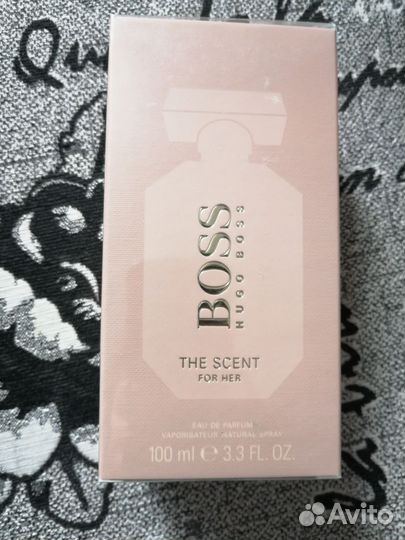 Qu
BOSS
HUGO BOSS
THE SCENT
FOR HER
EAU DE PARFUM
VAPORISATEUR NATURAL SPRAY
100 ml ℮ 3.3 FL. OZ.
Avito